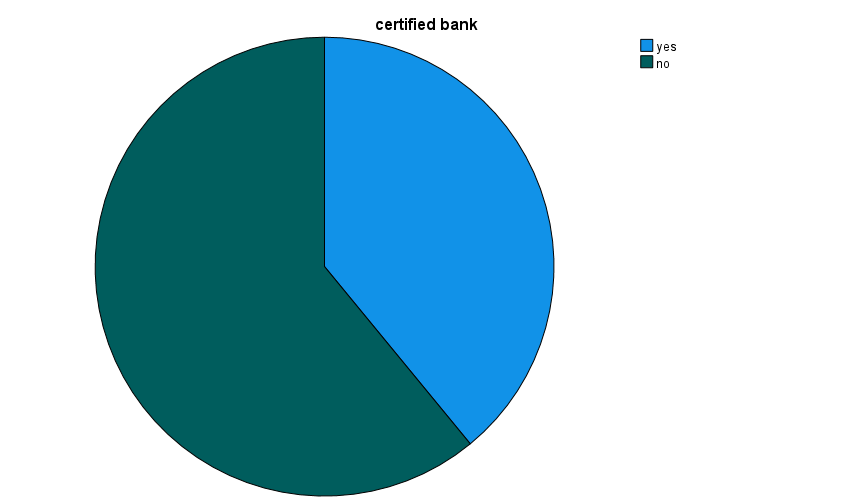 certified bank
yes
no